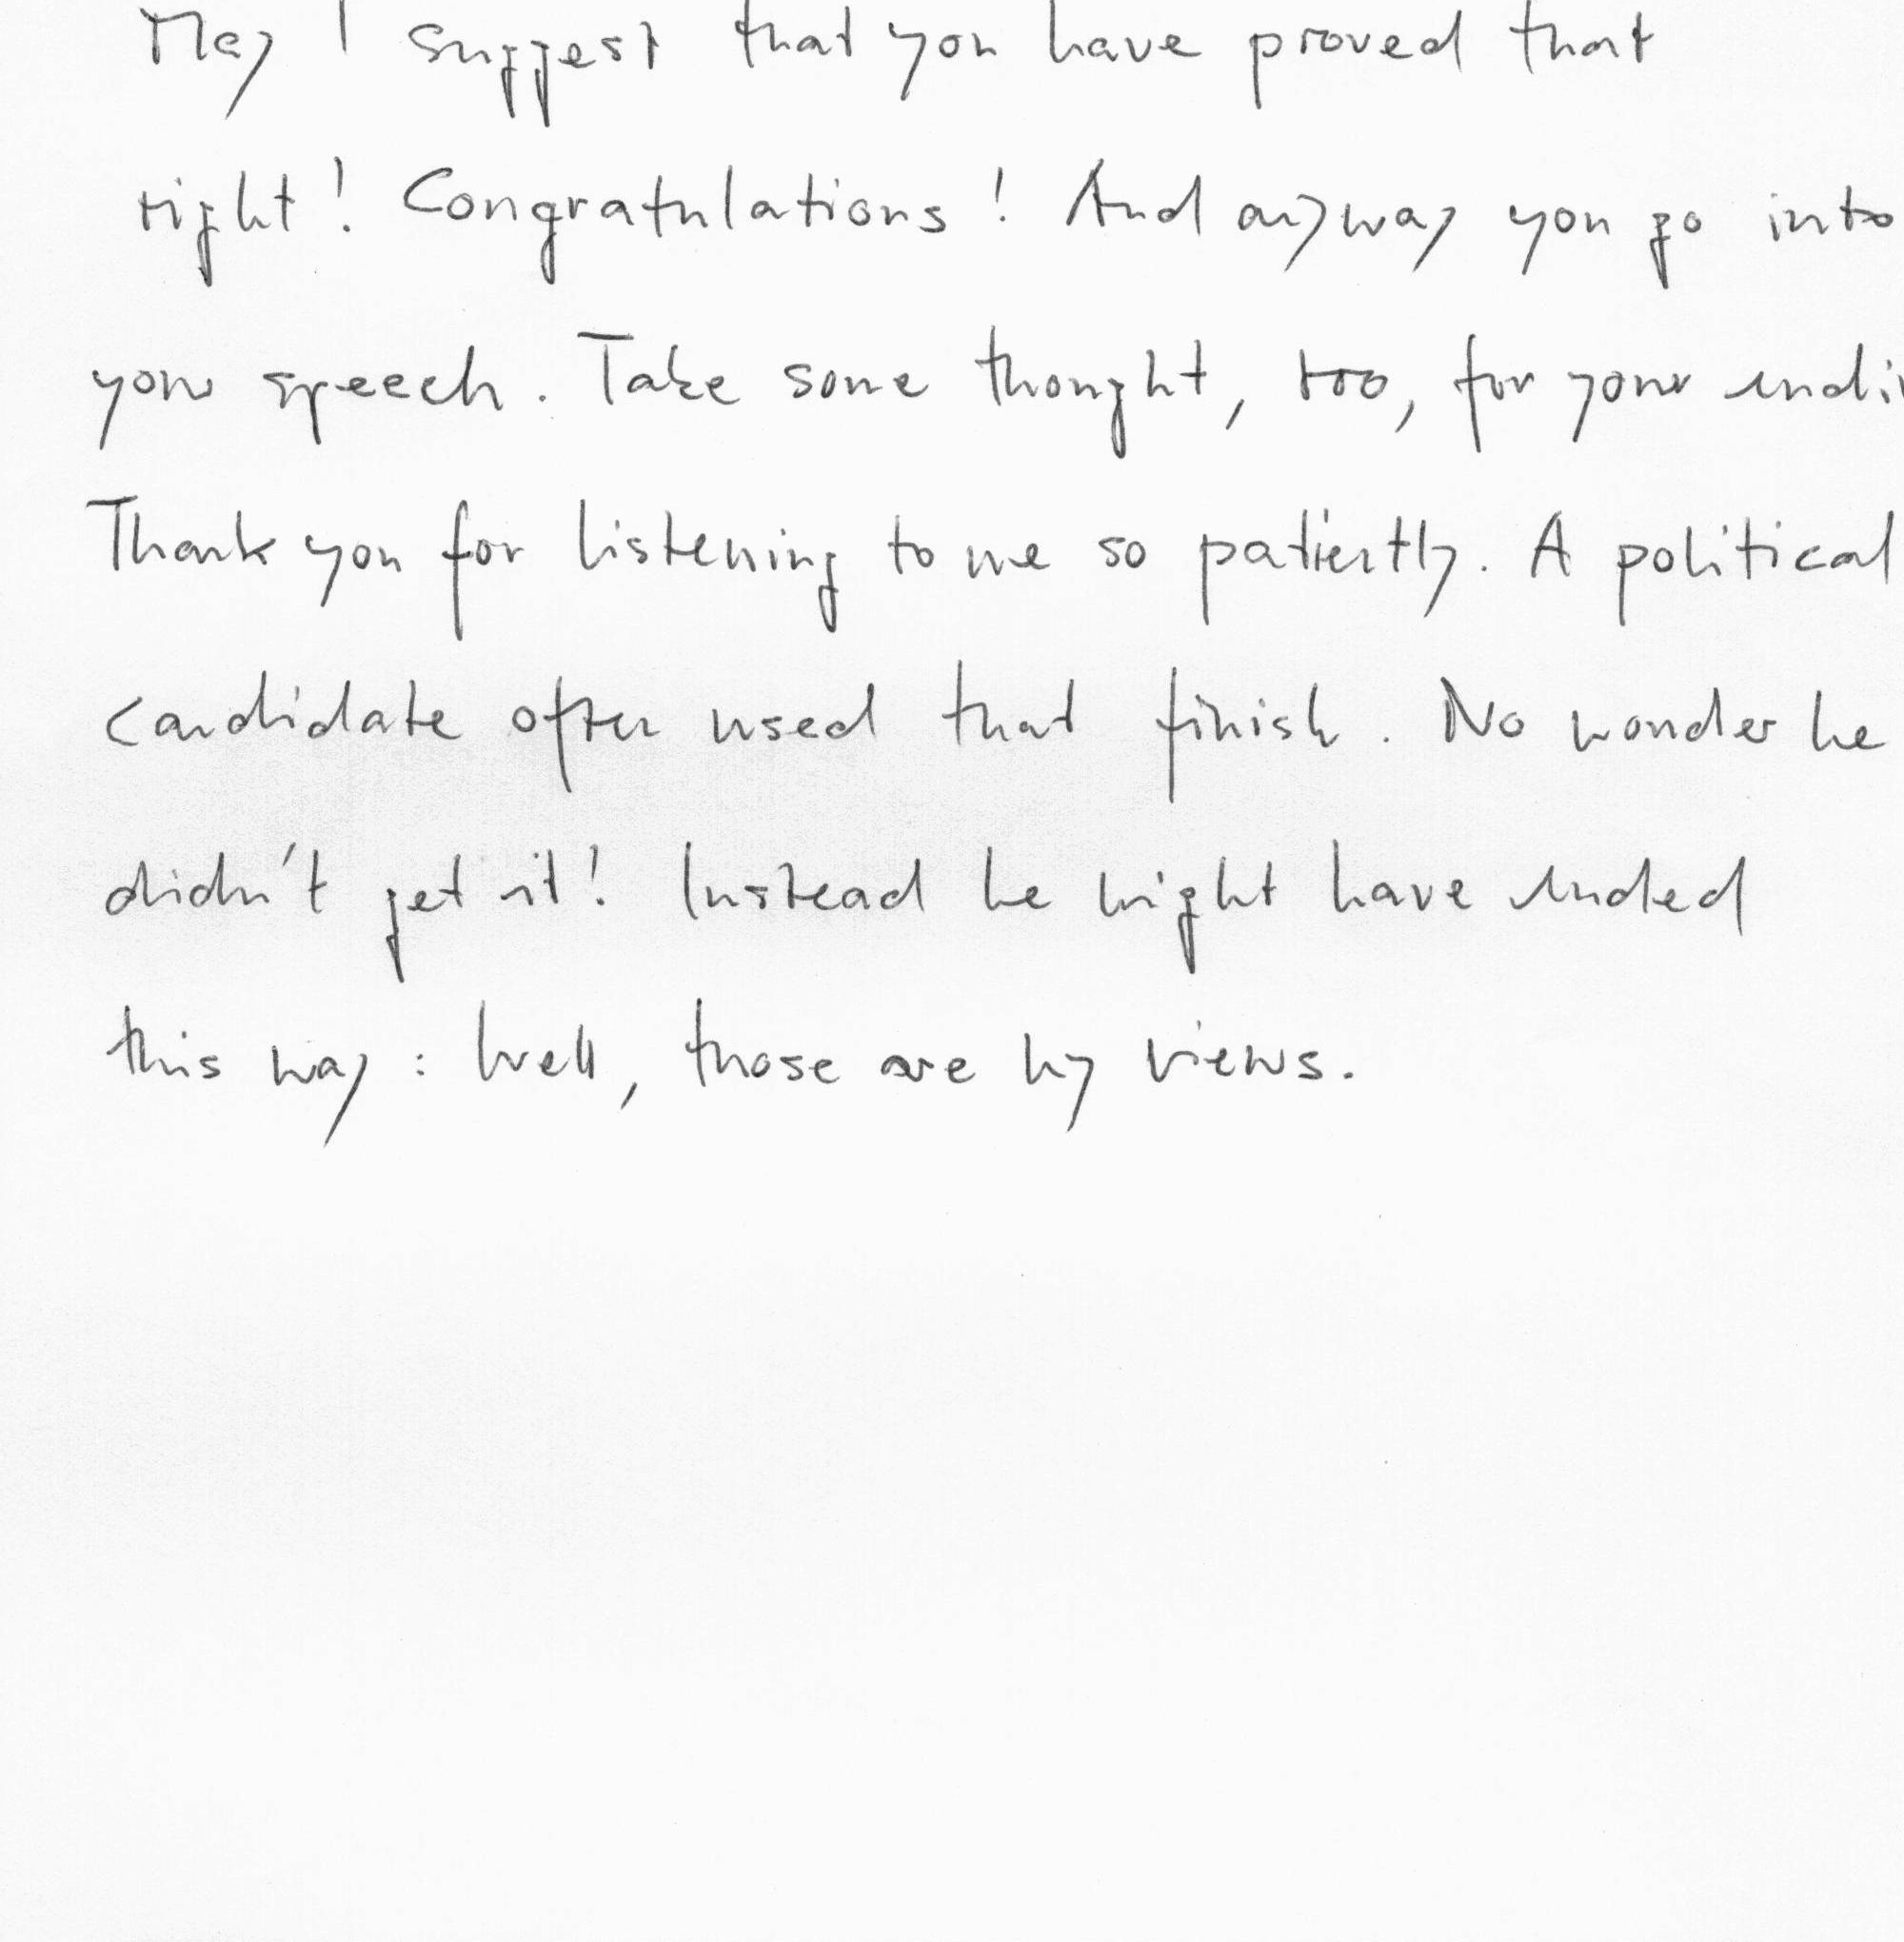 May I suggest that you have proved that
right! Congratulations! And anyway you go into
your speech. Take some thought, too, for your endi
Thank you for listening to me so patiently. A political
candidate often used that finish. No wonder he
didn't get it! Instead he might have ended
this way: Well, those are my views.